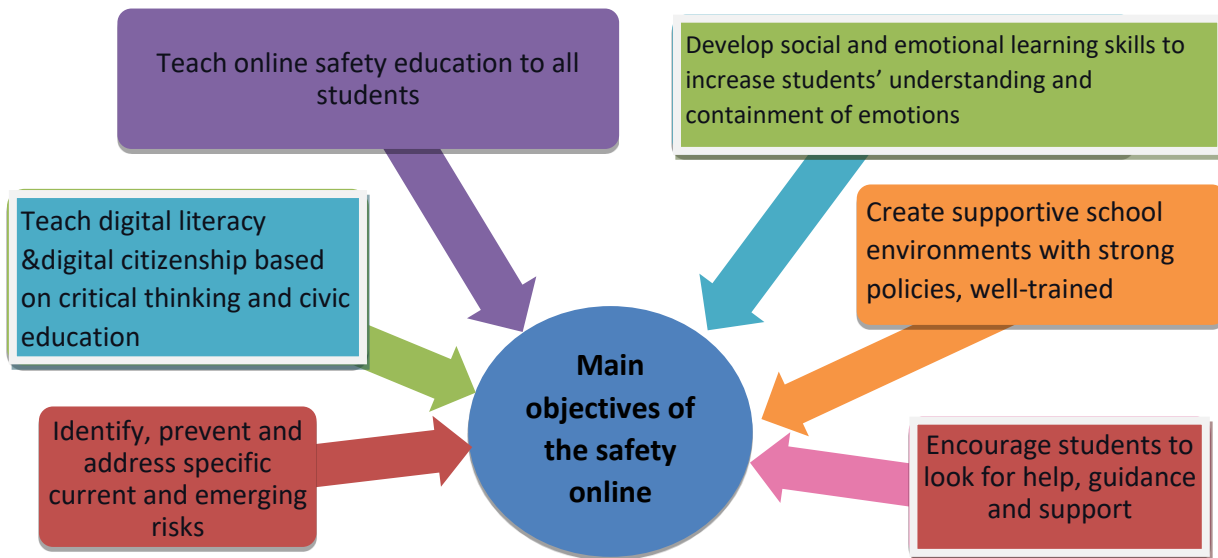 Teach online safety education to all
students
Develop social and emotional learning skills to
increase students’ understanding and
containment of emotions
Teach digital literacy
&digital citizenship based
on critical thinking and civic
education
Create supportive school
environments with strong
policies, well-trained
Main
objectives of
the safety
online
Identify, prevent and
address specific
current and emerging
risks
Encourage students to
look for help, guidance
and support